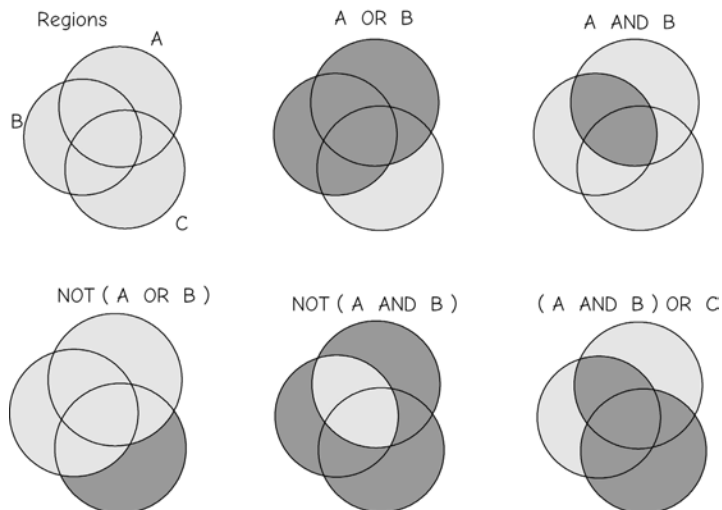 Regions
A
B
C
A OR B
A AND B
NOT ( A OR B )
NOT ( A AND B )
( A AND B ) OR C